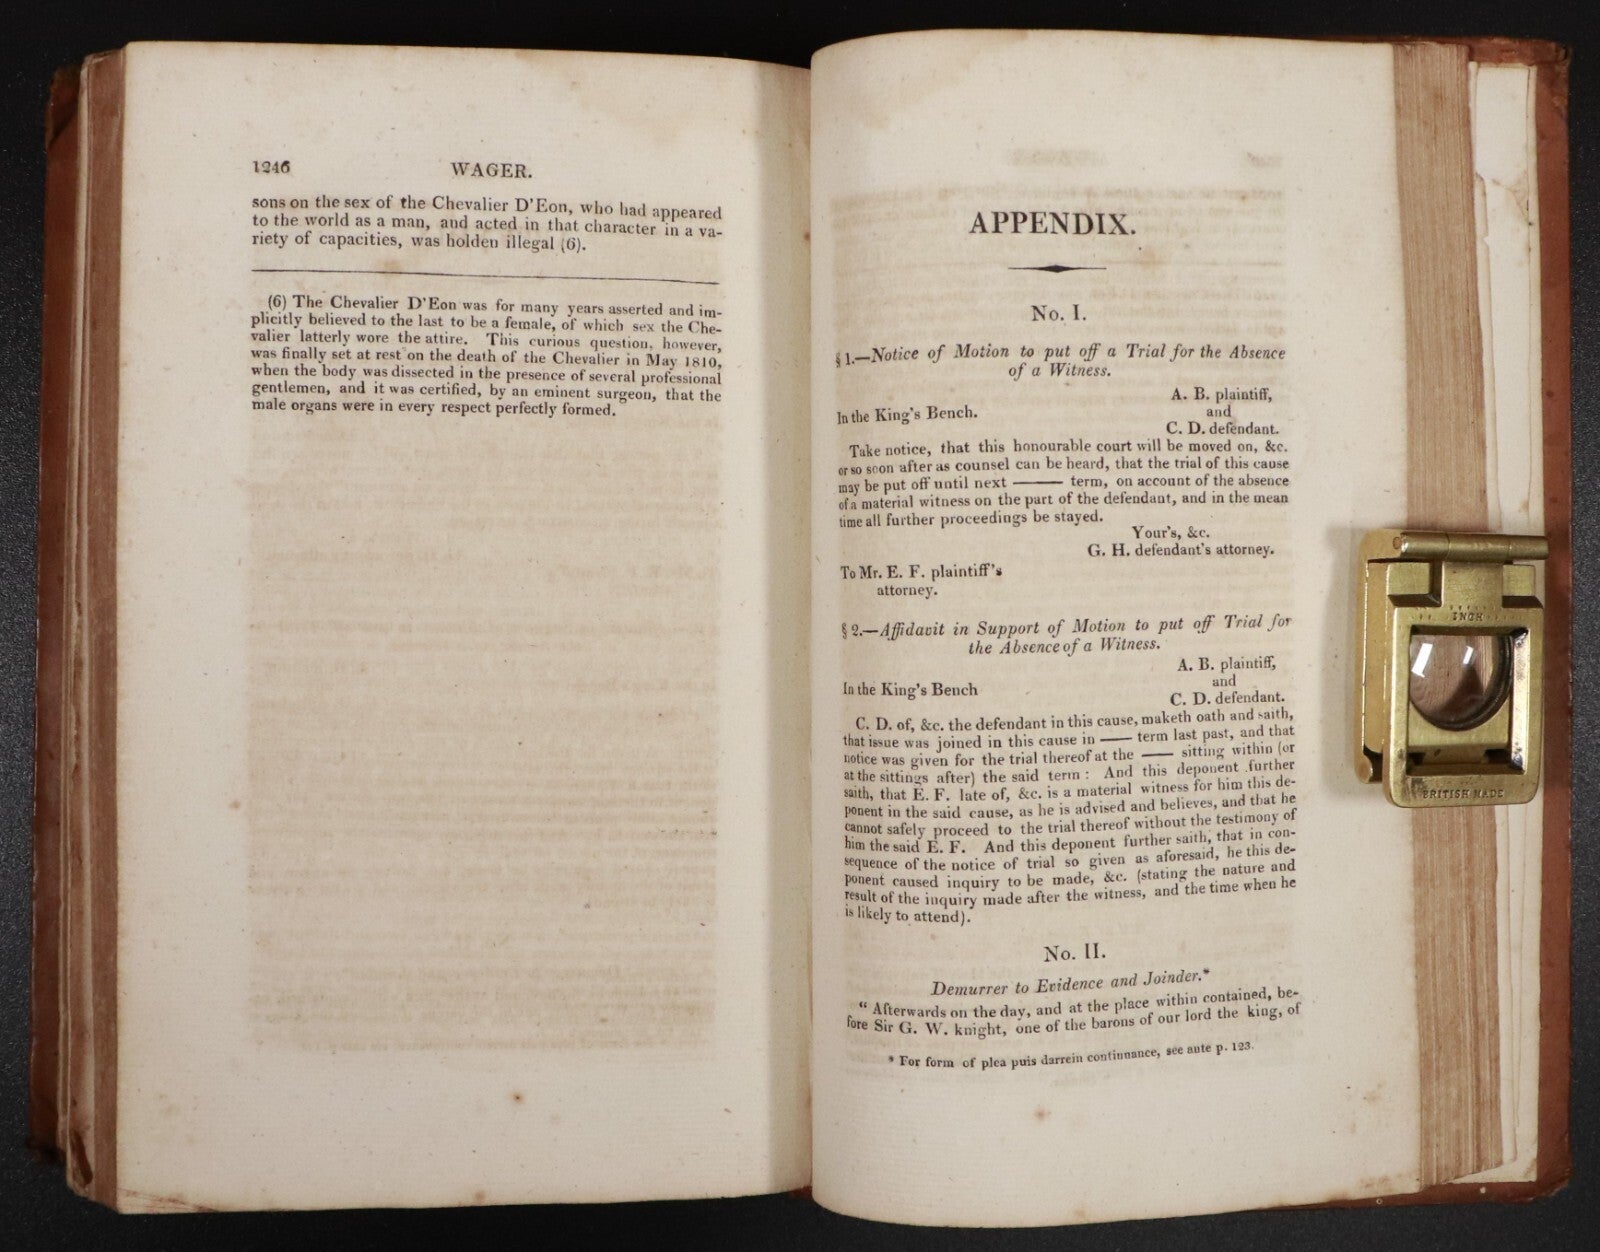 1246 WAGER.
sons on the sex of the Chevalier D'Eon, who had appeared
to the world as a man, and acted in that character in a va-
riety of capacities, was holden illegal (6).
(6) The Chevalier D'Eon was for many years asserted and im-
plicitly believed to the last to be a female, of which sex the Che-
valier latterly wore the attire. This curious question, however,
was finally set at rest on the death of the Chevalier in May 1810,
when the body was dissected in the presence of several professional
gentlemen, and it was certified, by an eminent surgeon, that the
male organs were in every respect perfectly formed.
APPENDIX.
No. I.
§ 1.—Notice of Motion to put off a Trial for the Absence
of a Witness.
A. B. plaintiff,
In the King's Bench. and
C. D. defendant.
Take notice, that this honourable court will be moved on, &c.
or so soon after as counsel can be heard, that the trial of this cause
may be put off until next —— term, on account of the absence
of a material witness on the part of the defendant, and in the mean
time all further proceedings be stayed.
Your's, &c.
G. H. defendant's attorney.
To Mr. E. F. plaintiff's
attorney.
§ 2.—Affidavit in Support of Motion to put off Trial for
the Absence of a Witness.
A. B. plaintiff,
In the King's Bench and
C. D. defendant.
C. D. of, &c. the defendant in this cause, maketh oath and saith,
that issue was joined in this cause in —— term last past, and that
notice was given for the trial thereof at the —— sitting within (or
at the sittings after) the said term : And this deponent further
saith, that E. F. late of, &c. is a material witness for him this de-
ponent in the said cause, as he is advised and believes, and that he
cannot safely proceed to the trial thereof without the testimony of
him the said E. F. And this deponent further saith, that in con-
sequence of the notice of trial so given as aforesaid, he this de-
ponent caused inquiry to be made, &c. (stating the nature and
result of the inquiry made after the witness, and the time when he
is likely to attend).
No. II.
Demurrer to Evidence and Joinder.*
" Afterwards on the day, and at the place within contained, be-
fore Sir G. W. knight, one of the barons of our lord the king, of
* For form of plea puis darrein continuance, see ante p. 123.
INCH
BRITISH MADE